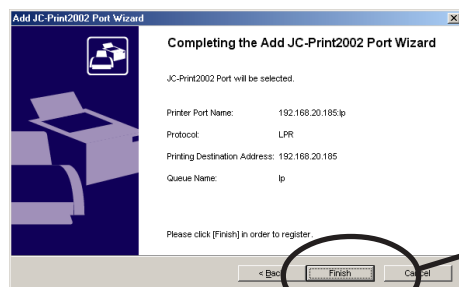 Add JC-Print2002 Port Wizard
Completing the Add JC-Print2002 Port Wizard
JC-Print2002 Port will be selected.
Printer Port Name: 192.168.20.185:lp
Protocol: LPR
Printing Destination Address: 192.168.20.185
Queue Name: lp
Please click [Finish] in order to register.
< Back Finish Cancel